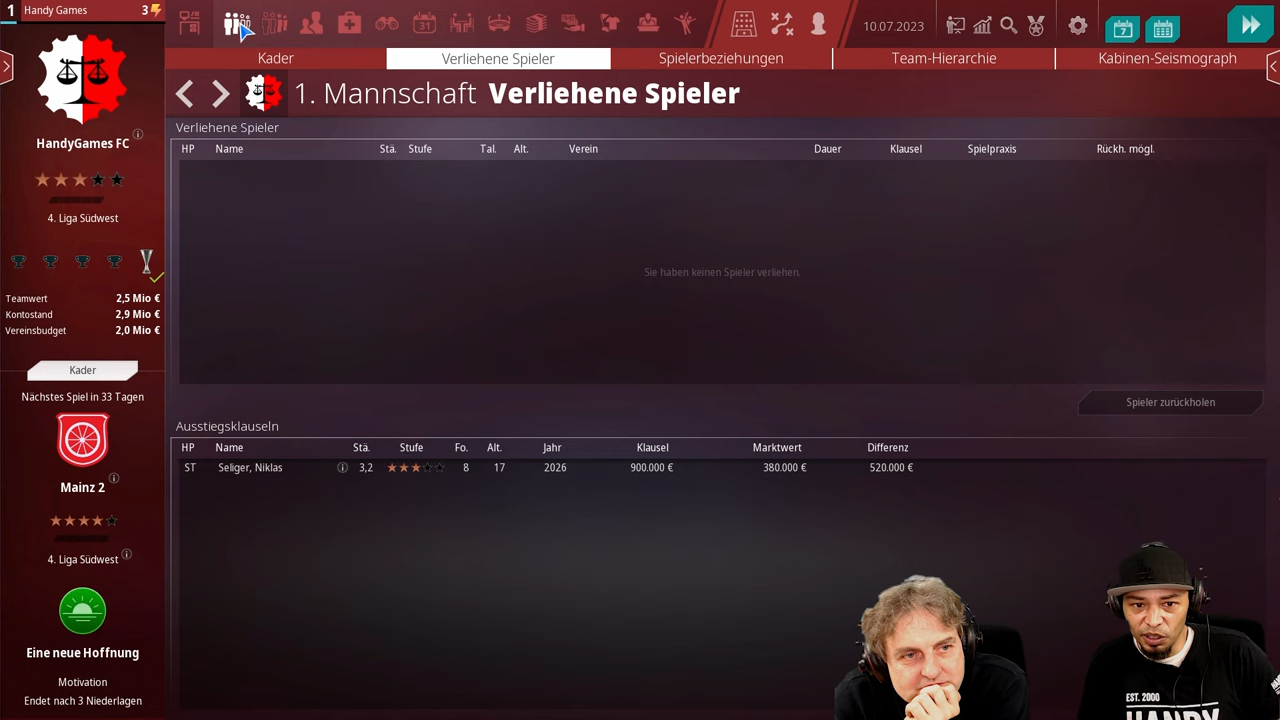 1 Handy Games 3
31
10.07.2023
7
Kader
Verliehene Spieler
Spielerbeziehungen
Team-Hierarchie
Kabinen-Seismograph
1. Mannschaft Verliehene Spieler
HandyGames FC
4. Liga Südwest
Teamwert 2,5 Mio €
Kontostand 2,9 Mio €
Vereinsbudget 2,0 Mio €
Kader
Nächstes Spiel in 33 Tagen
Mainz 2
4. Liga Südwest
Eine neue Hoffnung
Motivation
Endet nach 3 Niederlagen
Verliehene Spieler
HP Name Stä. Stufe Tal. Alt. Verein Dauer Klausel Spielpraxis Rückh. mögl.
Sie haben keinen Spieler verliehen.
Spieler zurückholen
Ausstiegsklauseln
HP Name Stä. Stufe Fo. Alt. Jahr Klausel Marktwert Differenz
ST Seliger, Niklas 3,2 8 17 2026 900.000 € 380.000 € 520.000 €
EST. 2000
HANDY